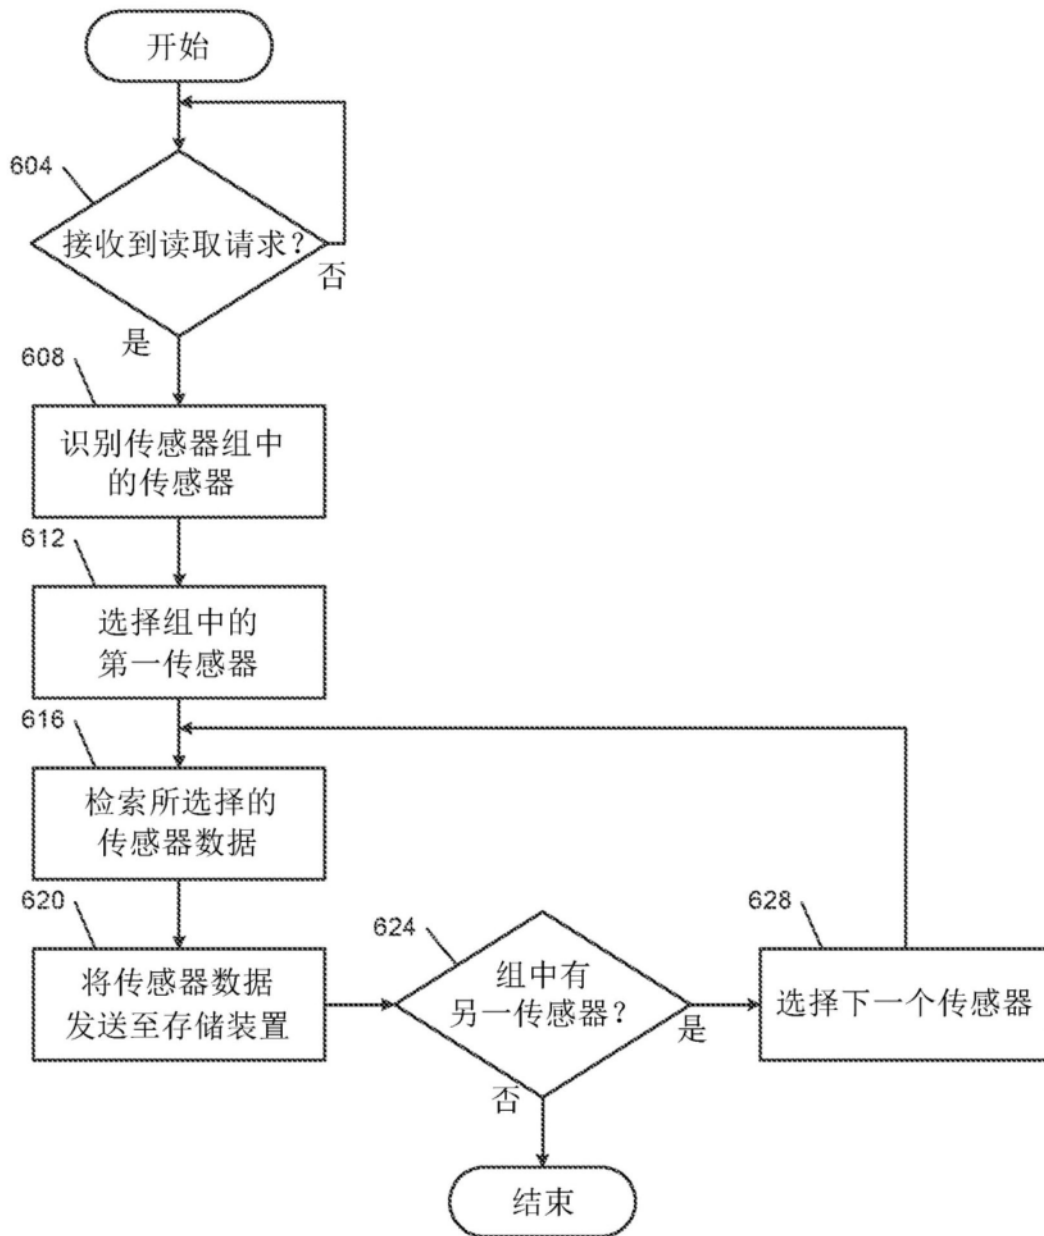 开始
604
接收到读取请求?
否
是
608
识别传感器组中
的传感器
612
选择组中的
第一传感器
616
检索所选择的
传感器数据
620
将传感器数据
发送至存储装置
624
组中有
另一传感器?
是
否
628
选择下一个传感器
结束